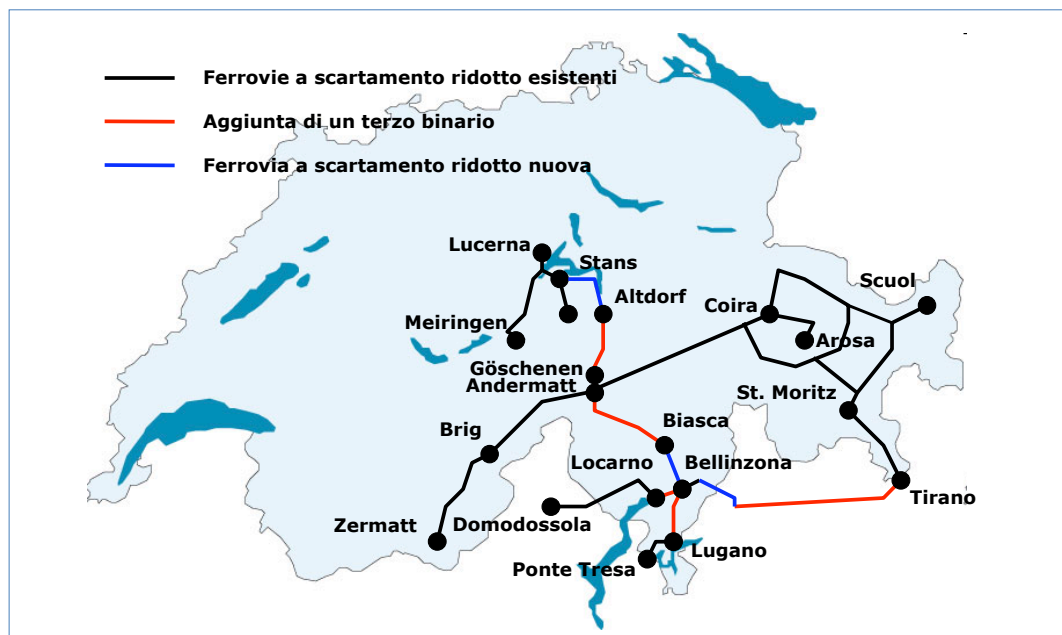 Ferrovie a scartamento ridotto esistenti
Aggiunta di un terzo binario
Ferrovia a scartamento ridotto nuova
Lucerna
Stans
Scuol
Altdorf
Coira
Meiringen
Arosa
Göschenen
Andermatt
St. Moritz
Biasca
Brig
Locarno
Bellinzona
Tirano
Zermatt
Domodossola
Lugano
Ponte Tresa